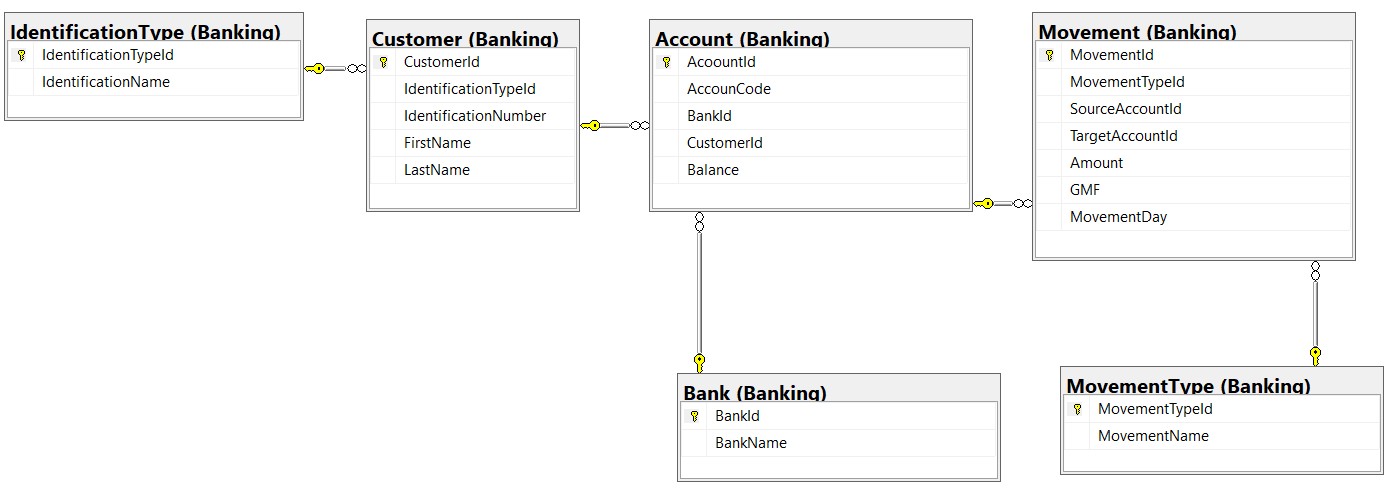 IdentificationType (Banking)
IdentificationTypeId
IdentificationName
Customer (Banking)
CustomerId
IdentificationTypeId
IdentificationNumber
FirstName
LastName
Account (Banking)
AcoountId
AccounCode
BankId
CustomerId
Balance
Movement (Banking)
MovementId
MovementTypeId
SourceAccountId
TargetAccountId
Amount
GMF
MovementDay
Bank (Banking)
BankId
BankName
MovementType (Banking)
MovementTypeId
MovementName